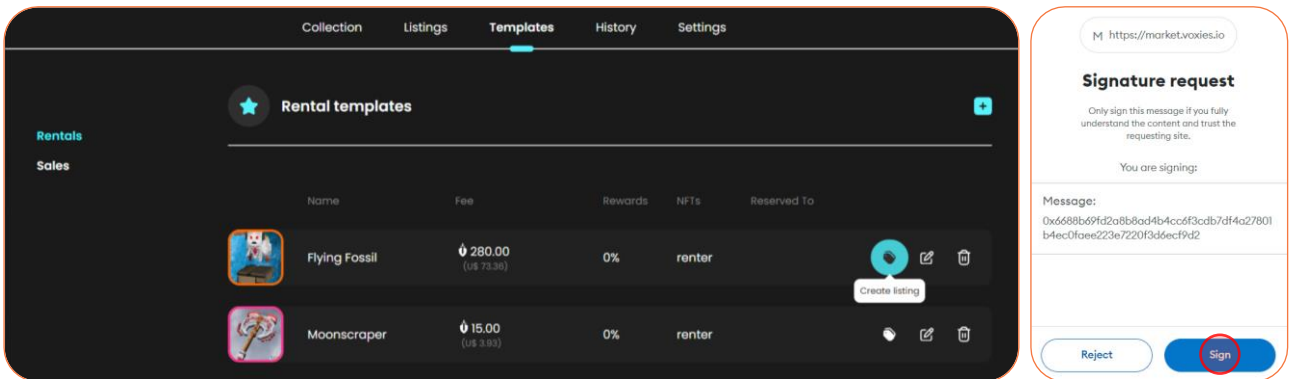 Collection Listings Templates History Settings
Rental templates
Rentals
Sales
Name Fee Rewards NFTs Reserved To
Flying Fossil 280.00 0% renter
(U$ 73.36)
Create listing
Moonscraper 15.00 0% renter
(U$ 3.93)
M https://market.voxies.io
Signature request
Only sign this message if you fully
understand the content and trust the
requesting site.
You are signing:
Message:
0x6688b69fd2a8b8ad4b4cc6f3cdb7df4a27801
b4ec0faee223e7220f3d6ecf9d2
Reject Sign